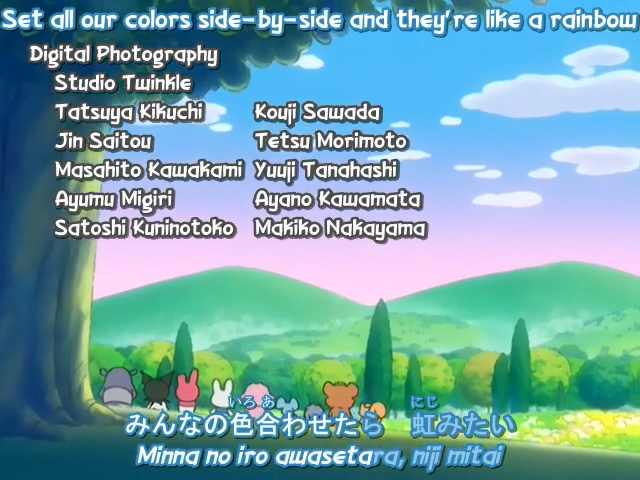 Set all our colors side-by-side and they're like a rainbow
Digital Photography
Studio Twinkle
Tatsuya Kikuchi Kouji Sawada
Jin Saitou Tetsu Morimoto
Masahito Kawakami Yuuji Tanahashi
Ayumu Migiri Ayano Kawamata
Satoshi Kuninotoko Makiko Nakayama
いろ あ にじ
みんなの色合わせたら 虹みたい
Minna no iro awasetara, niji mitai